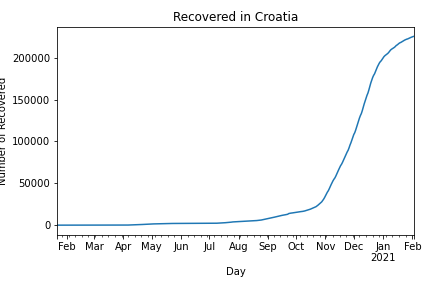 Recovered in Croatia
Number of Recovered
200000
150000
100000
50000
0
Feb Mar Apr May Jun Jul Aug Sep Oct Nov Dec Jan Feb
2021
Day